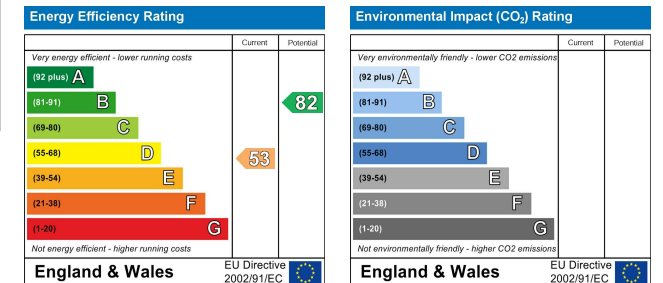 Energy Efficiency Rating
Current Potential
Very energy efficient - lower running costs
(92 plus) A
(81-91) B
82
(69-80) C
(55-68) D
53
(39-54) E
(21-38) F
(1-20) G
Not energy efficient - higher running costs
England & Wales
EU Directive
2002/91/EC
Environmental Impact (CO₂) Rating
Current Potential
Very environmentally friendly - lower CO2 emissions
(92 plus) A
(81-91) B
(69-80) C
(55-68) D
(39-54) E
(21-38) F
(1-20) G
Not environmentally friendly - higher CO2 emissions
England & Wales
EU Directive
2002/91/EC